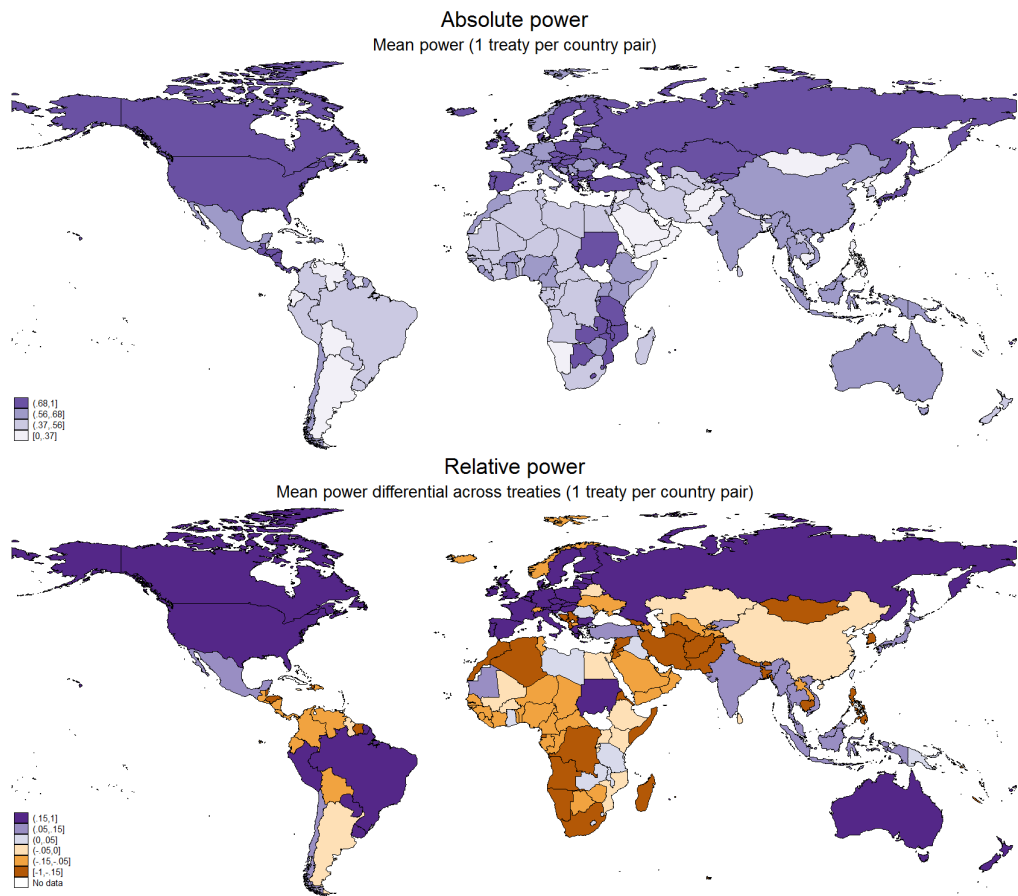 Absolute power
Mean power (1 treaty per country pair)
(.68,1]
(.56,.68]
(.37,.56]
[0,.37]
Relative power
Mean power differential across treaties (1 treaty per country pair)
(.15,1]
(.05,.15]
(0,.05]
(-.05,0]
(-.15,-.05]
[-1,-.15]
No data